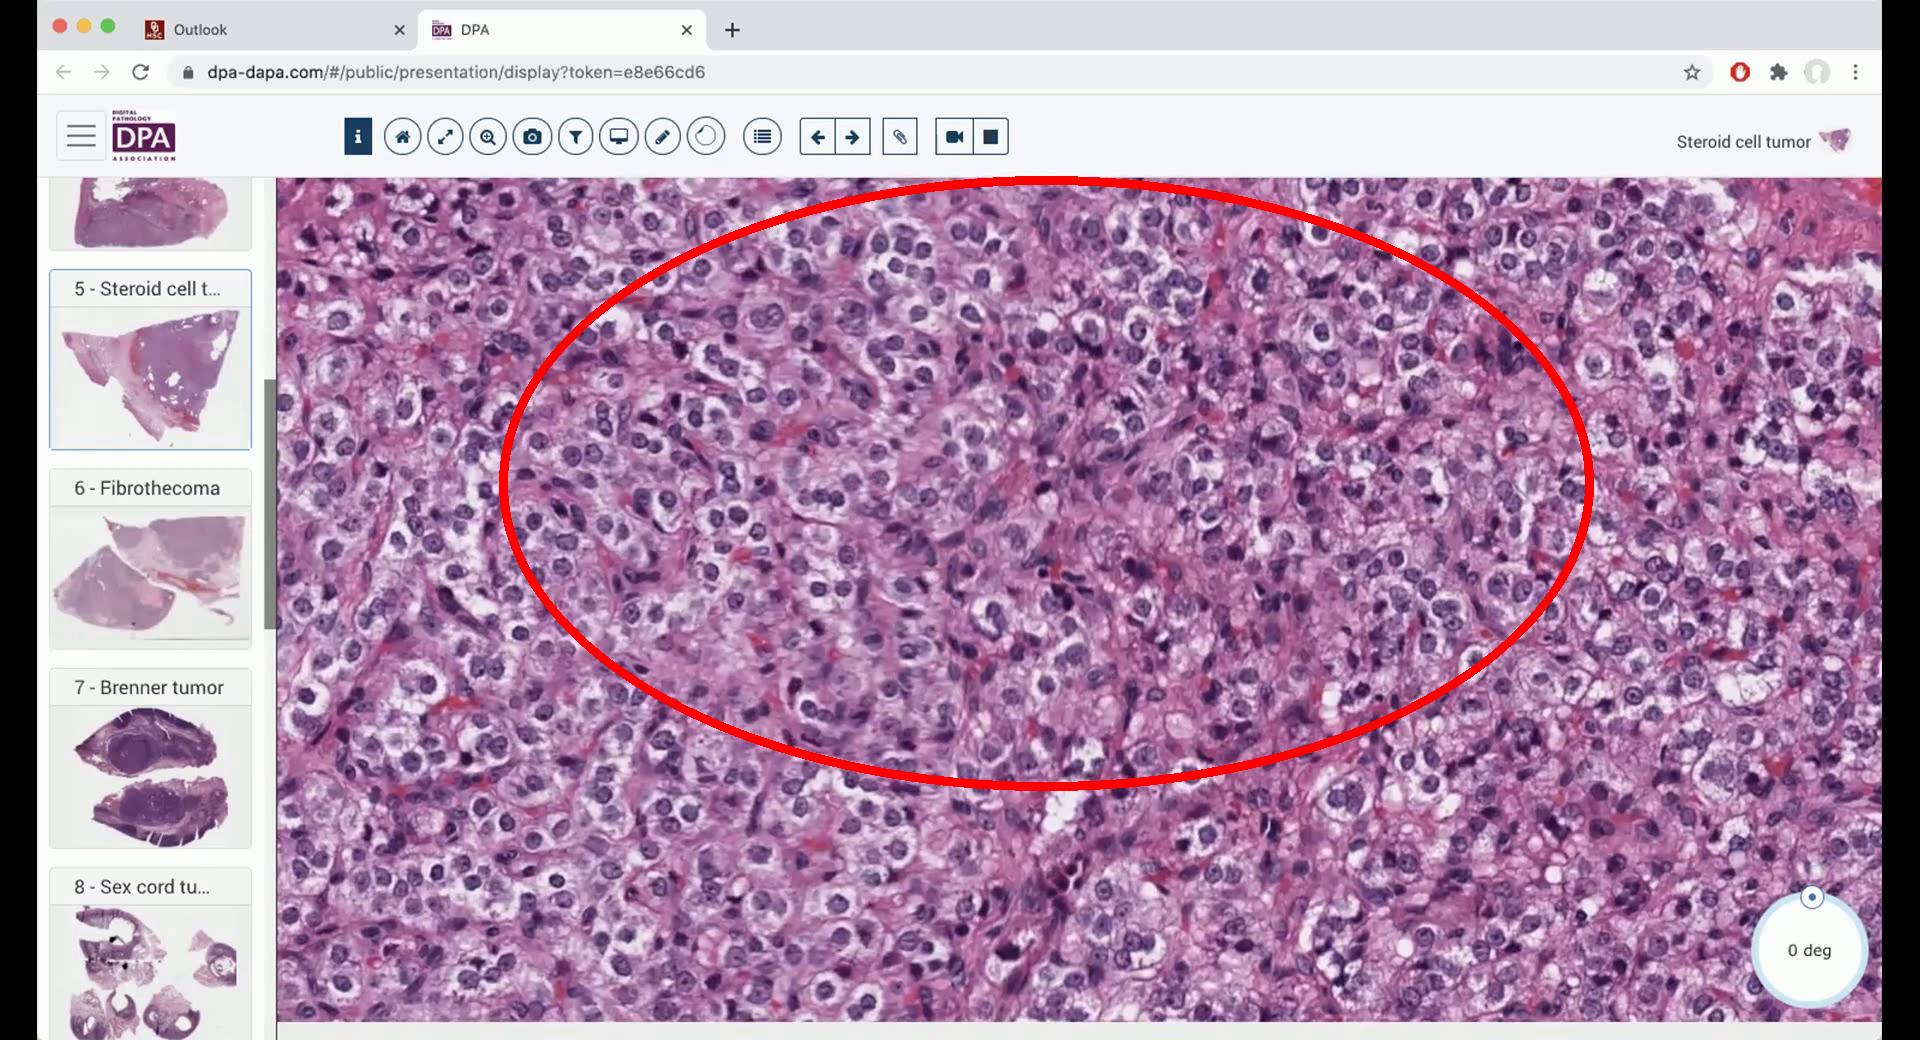 Outlook
DPA
dpa-dapa.com/#/public/presentation/display?token=e8e66cd6
DIGITAL
PATHOLOGY
DPA
ASSOCIATION
Steroid cell tumor
5 - Steroid cell t...
6 - Fibrothecoma
7 - Brenner tumor
8 - Sex cord tu...
0 deg